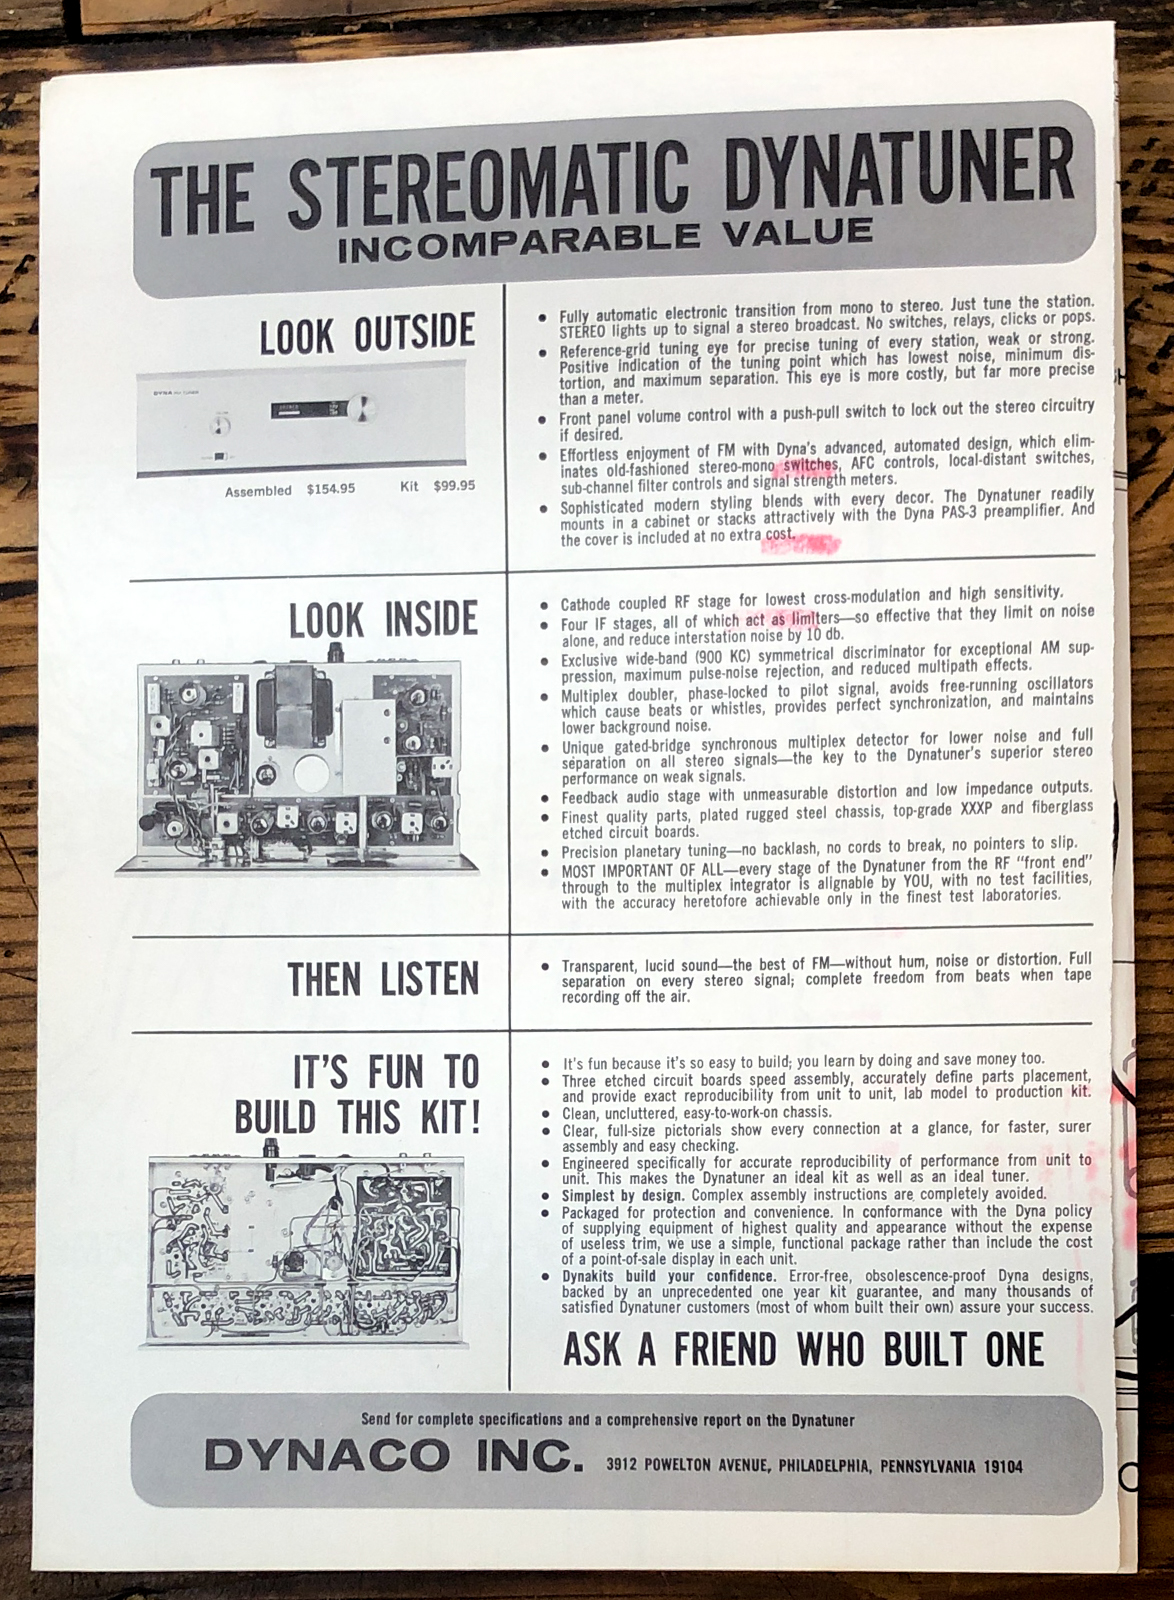 THE STEREOMATIC DYNATUNER
INCOMPARABLE VALUE
LOOK OUTSIDE
DYNA
Assembled $154.95 Kit $99.95
• Fully automatic electronic transition from mono to stereo. Just tune the station.
STEREO lights up to signal a stereo broadcast. No switches, relays, clicks or pops.
• Reference-grid tuning eye for precise tuning of every station, weak or strong.
Positive indication of the tuning point which has lowest noise, minimum dis-
tortion, and maximum separation. This eye is more costly, but far more precise
than a meter.
• Front panel volume control with a push-pull switch to lock out the stereo circuitry
if desired.
• Effortless enjoyment of FM with Dyna's advanced, automated design, which elim-
inates old-fashioned stereo-mono switches, AFC controls, local-distant switches,
sub-channel filter controls and signal strength meters.
• Sophisticated modern styling blends with every decor. The Dynatuner readily
mounts in a cabinet or stacks attractively with the Dyna PAS-3 preamplifier. And
the cover is included at no extra cost.
LOOK INSIDE
• Cathode coupled RF stage for lowest cross-modulation and high sensitivity.
• Four IF stages, all of which act as limiters—so effective that they limit on noise
alone, and reduce interstation noise by 10 db.
• Exclusive wide-band (900 KC) symmetrical discriminator for exceptional AM sup-
pression, maximum pulse-noise rejection, and reduced multipath effects.
• Multiplex doubler, phase-locked to pilot signal, avoids free-running oscillators
which cause beats or whistles, provides perfect synchronization, and maintains
lower background noise.
• Unique gated-bridge synchronous multiplex detector for lower noise and full
separation on all stereo signals—the key to the Dynatuner's superior stereo
performance on weak signals.
• Feedback audio stage with unmeasurable distortion and low impedance outputs.
• Finest quality parts, plated rugged steel chassis, top-grade XXXP and fiberglass
etched circuit boards.
• Precision planetary tuning—no backlash, no cords to break, no pointers to slip.
• MOST IMPORTANT OF ALL—every stage of the Dynatuner from the RF "front end"
through to the multiplex integrator is alignable by YOU, with no test facilities,
with the accuracy heretofore achievable only in the finest test laboratories.
THEN LISTEN
• Transparent, lucid sound—the best of FM—without hum, noise or distortion. Full
separation on every stereo signal; complete freedom from beats when tape
recording off the air.
IT'S FUN TO
BUILD THIS KIT!
• It's fun because it's so easy to build; you learn by doing and save money too.
• Three etched circuit boards speed assembly, accurately define parts placement,
and provide exact reproducibility from unit to unit, lab model to production kit.
• Clean, uncluttered, easy-to-work-on chassis.
• Clear, full-size pictorials show every connection at a glance, for faster, surer
assembly and easy checking.
• Engineered specifically for accurate reproducibility of performance from unit to
unit. This makes the Dynatuner an ideal kit as well as an ideal tuner.
• Simplest by design. Complex assembly instructions are completely avoided.
• Packaged for protection and convenience. In conformance with the Dyna policy
of supplying equipment of highest quality and appearance without the expense
of useless trim, we use a simple, functional package rather than include the cost
of a point-of-sale display in each unit.
• Dynakits build your confidence. Error-free, obsolescence-proof Dyna designs,
backed by an unprecedented one year kit guarantee, and many thousands of
satisfied Dynatuner customers (most of whom built their own) assure your success.
ASK A FRIEND WHO BUILT ONE
Send for complete specifications and a comprehensive report on the Dynatuner
DYNACO INC. 3912 POWELTON AVENUE, PHILADELPHIA, PENNSYLVANIA 19104